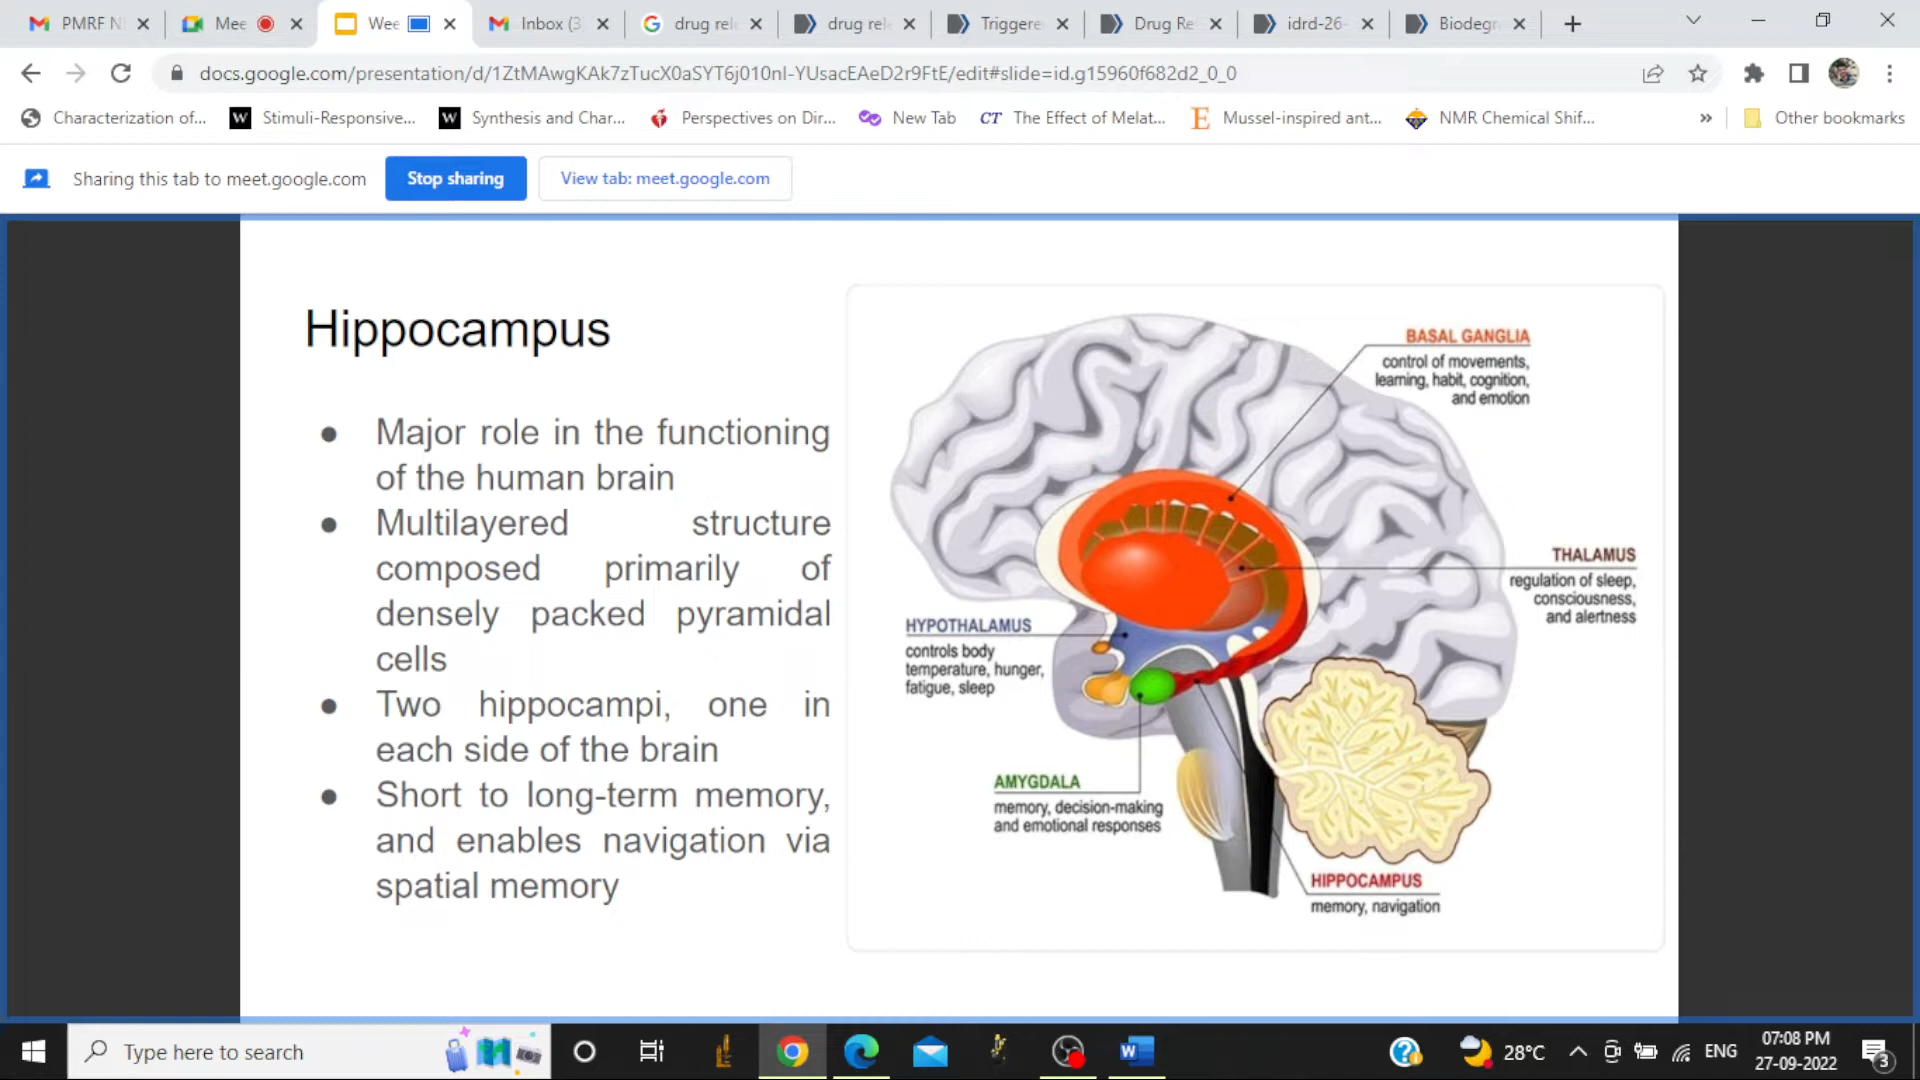 PMRF N
Mee
Wee
Inbox (3
drug rel
drug rel
Triggere
Drug Re
idrd-26-
Biodegr
docs.google.com/presentation/d/1ZtMAwgKAk7zTucX0aSYT6j010nI-YUsacEAeD2r9FtE/edit#slide=id.g15960f682d2_0_0
Characterization of...
W Stimuli-Responsive...
W Synthesis and Char...
Perspectives on Dir...
New Tab
CT The Effect of Melat...
E Mussel-inspired ant...
NMR Chemical Shif...
»
Other bookmarks
Sharing this tab to meet.google.com
Stop sharing
View tab: meet.google.com
Hippocampus
● Major role in the functioning
of the human brain
● Multilayered structure
composed primarily of
densely packed pyramidal
cells
● Two hippocampi, one in
each side of the brain
● Short to long-term memory,
and enables navigation via
spatial memory
BASAL GANGLIA
control of movements,
learning, habit, cognition,
and emotion
THALAMUS
regulation of sleep,
consciousness,
and alertness
HYPOTHALAMUS
controls body
temperature, hunger,
fatigue, sleep
AMYGDALA
memory, decision-making
and emotional responses
HIPPOCAMPUS
memory, navigation
Type here to search
28°C
ENG
07:08 PM
27-09-2022
3